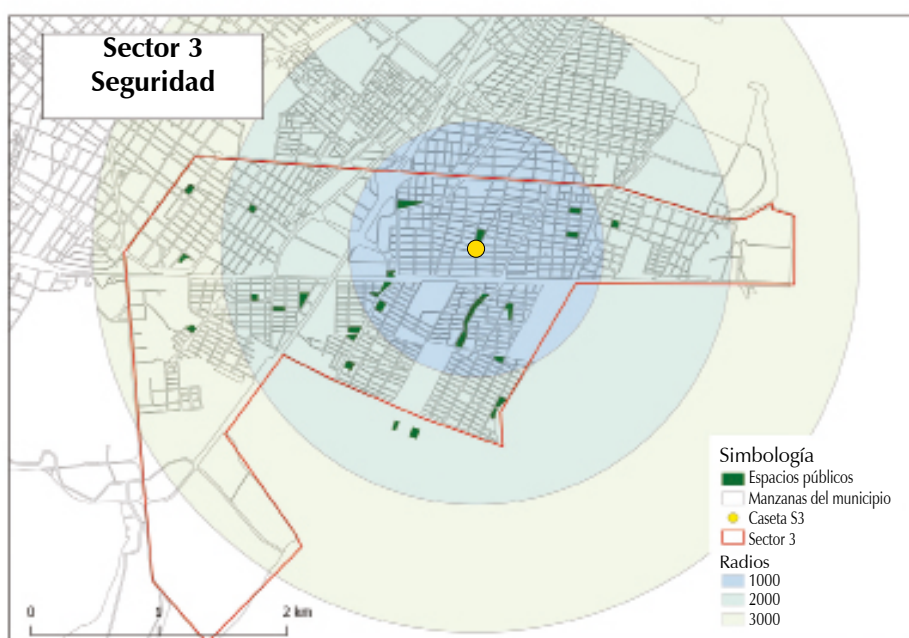 Sector 3
Seguridad
Simbología
Espacios públicos
Manzanas del municipio
Caseta S3
Sector 3
Radios
1000
2000
3000
0 1 2 km